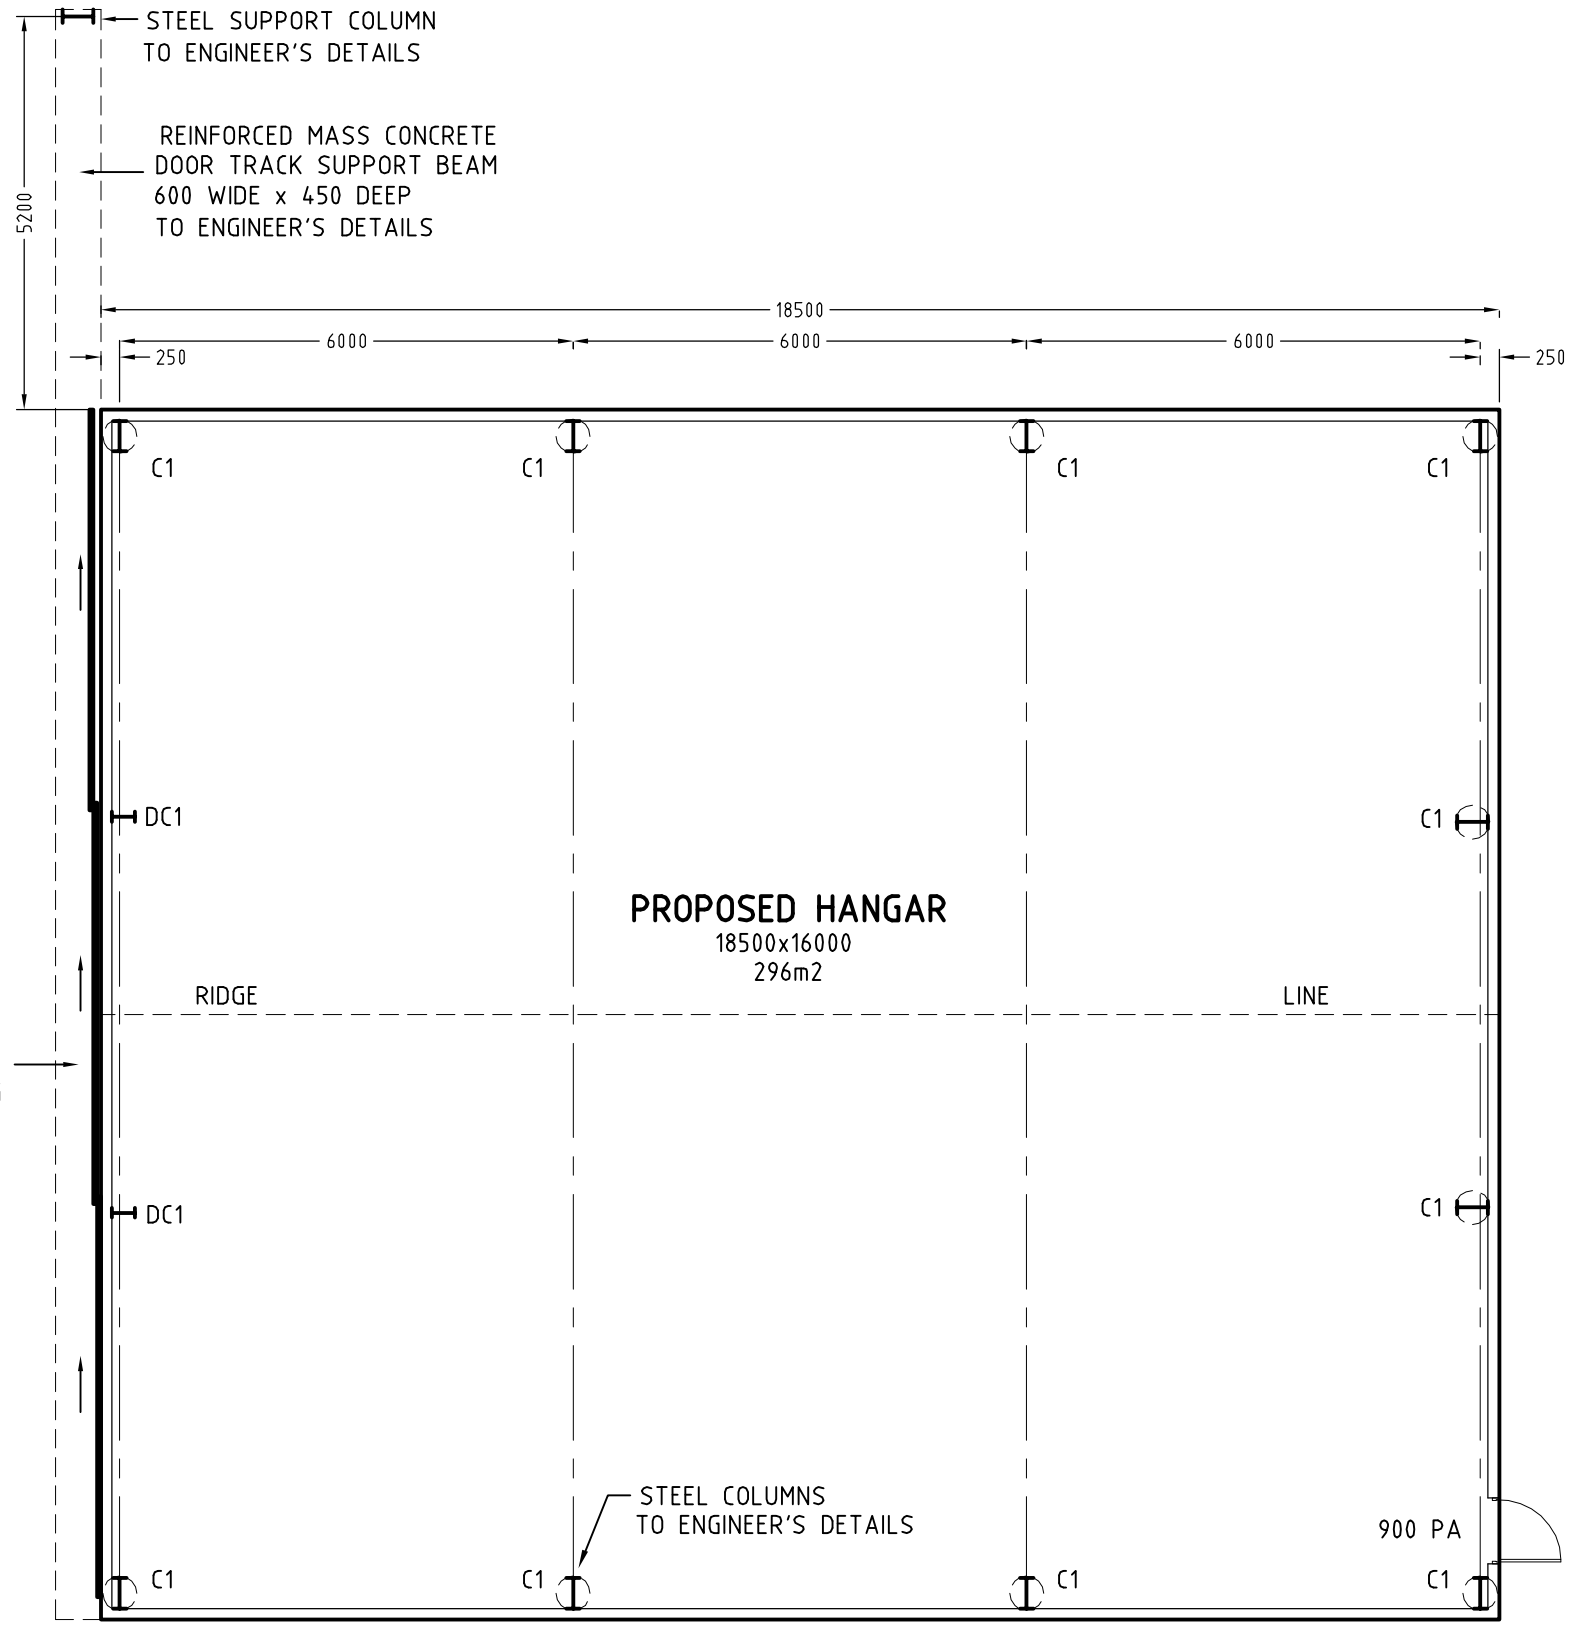 STEEL SUPPORT COLUMN
TO ENGINEER'S DETAILS
REINFORCED MASS CONCRETE
DOOR TRACK SUPPORT BEAM
600 WIDE x 450 DEEP
TO ENGINEER'S DETAILS
5200
18500
6000
6000
6000
250
250
C1
C1
C1
C1
DC1
C1
PROPOSED HANGAR
18500x16000
296m2
RIDGE
LINE
DC1
C1
STEEL COLUMNS
TO ENGINEER'S DETAILS
900 PA
C1
C1
C1
C1